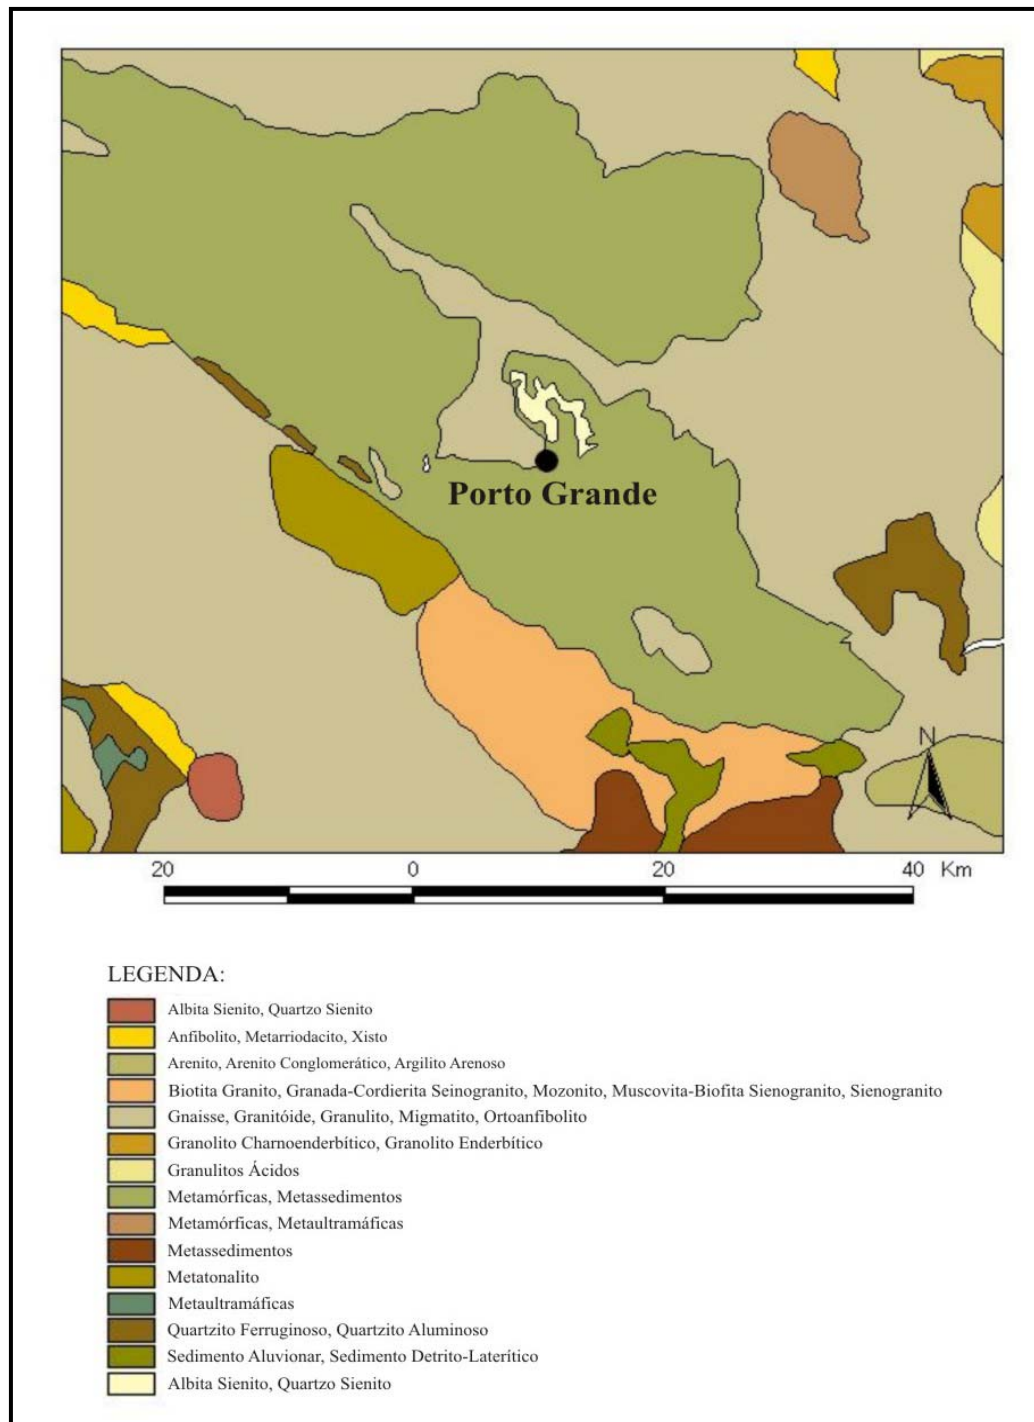 Porto Grande
N
20 0 20 40 Km
LEGENDA:
Albita Sienito, Quartzo Sienito
Anfibolito, Metarriodacito, Xisto
Arenito, Arenito Conglomerático, Argilito Arenoso
Biotita Granito, Granada-Cordierita Seinogranito, Mozonito, Muscovita-Biofita Sienogranito, Sienogranito
Gnaisse, Granitóide, Granulito, Migmatito, Ortoanfibolito
Granolito Charnoenderbítico, Granolito Enderbítico
Granulitos Ácidos
Metamórficas, Metassedimentos
Metamórficas, Metaultramáficas
Metassedimentos
Metatonalito
Metaultramáficas
Quartzito Ferruginoso, Quartzito Aluminoso
Sedimento Aluvionar, Sedimento Detrito-Laterítico
Albita Sienito, Quartzo Sienito